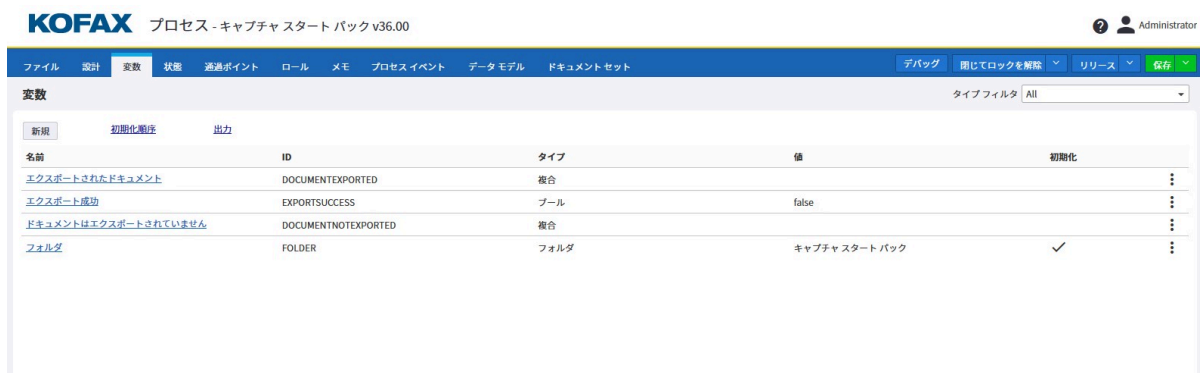 KOFAX プロセス - キャプチャ スタート パック v36.00 Administrator
ファイル 設計 変数 状態 通過ポイント ロール メモ プロセス イベント データ モデル ドキュメント セット デバッグ 閉じてロックを解除 リリース 保存
変数 タイプ フィルタ All
新規 初期化順序 出力
名前 ID タイプ 値 初期化
エクスポートされたドキュメント DOCUMENTEXPORTED 複合
エクスポート成功 EXPORTSUCCESS ブール false
ドキュメントはエクスポートされていません DOCUMENTNOTEXPORTED 複合
フォルダ FOLDER フォルダ キャプチャ スタート パック